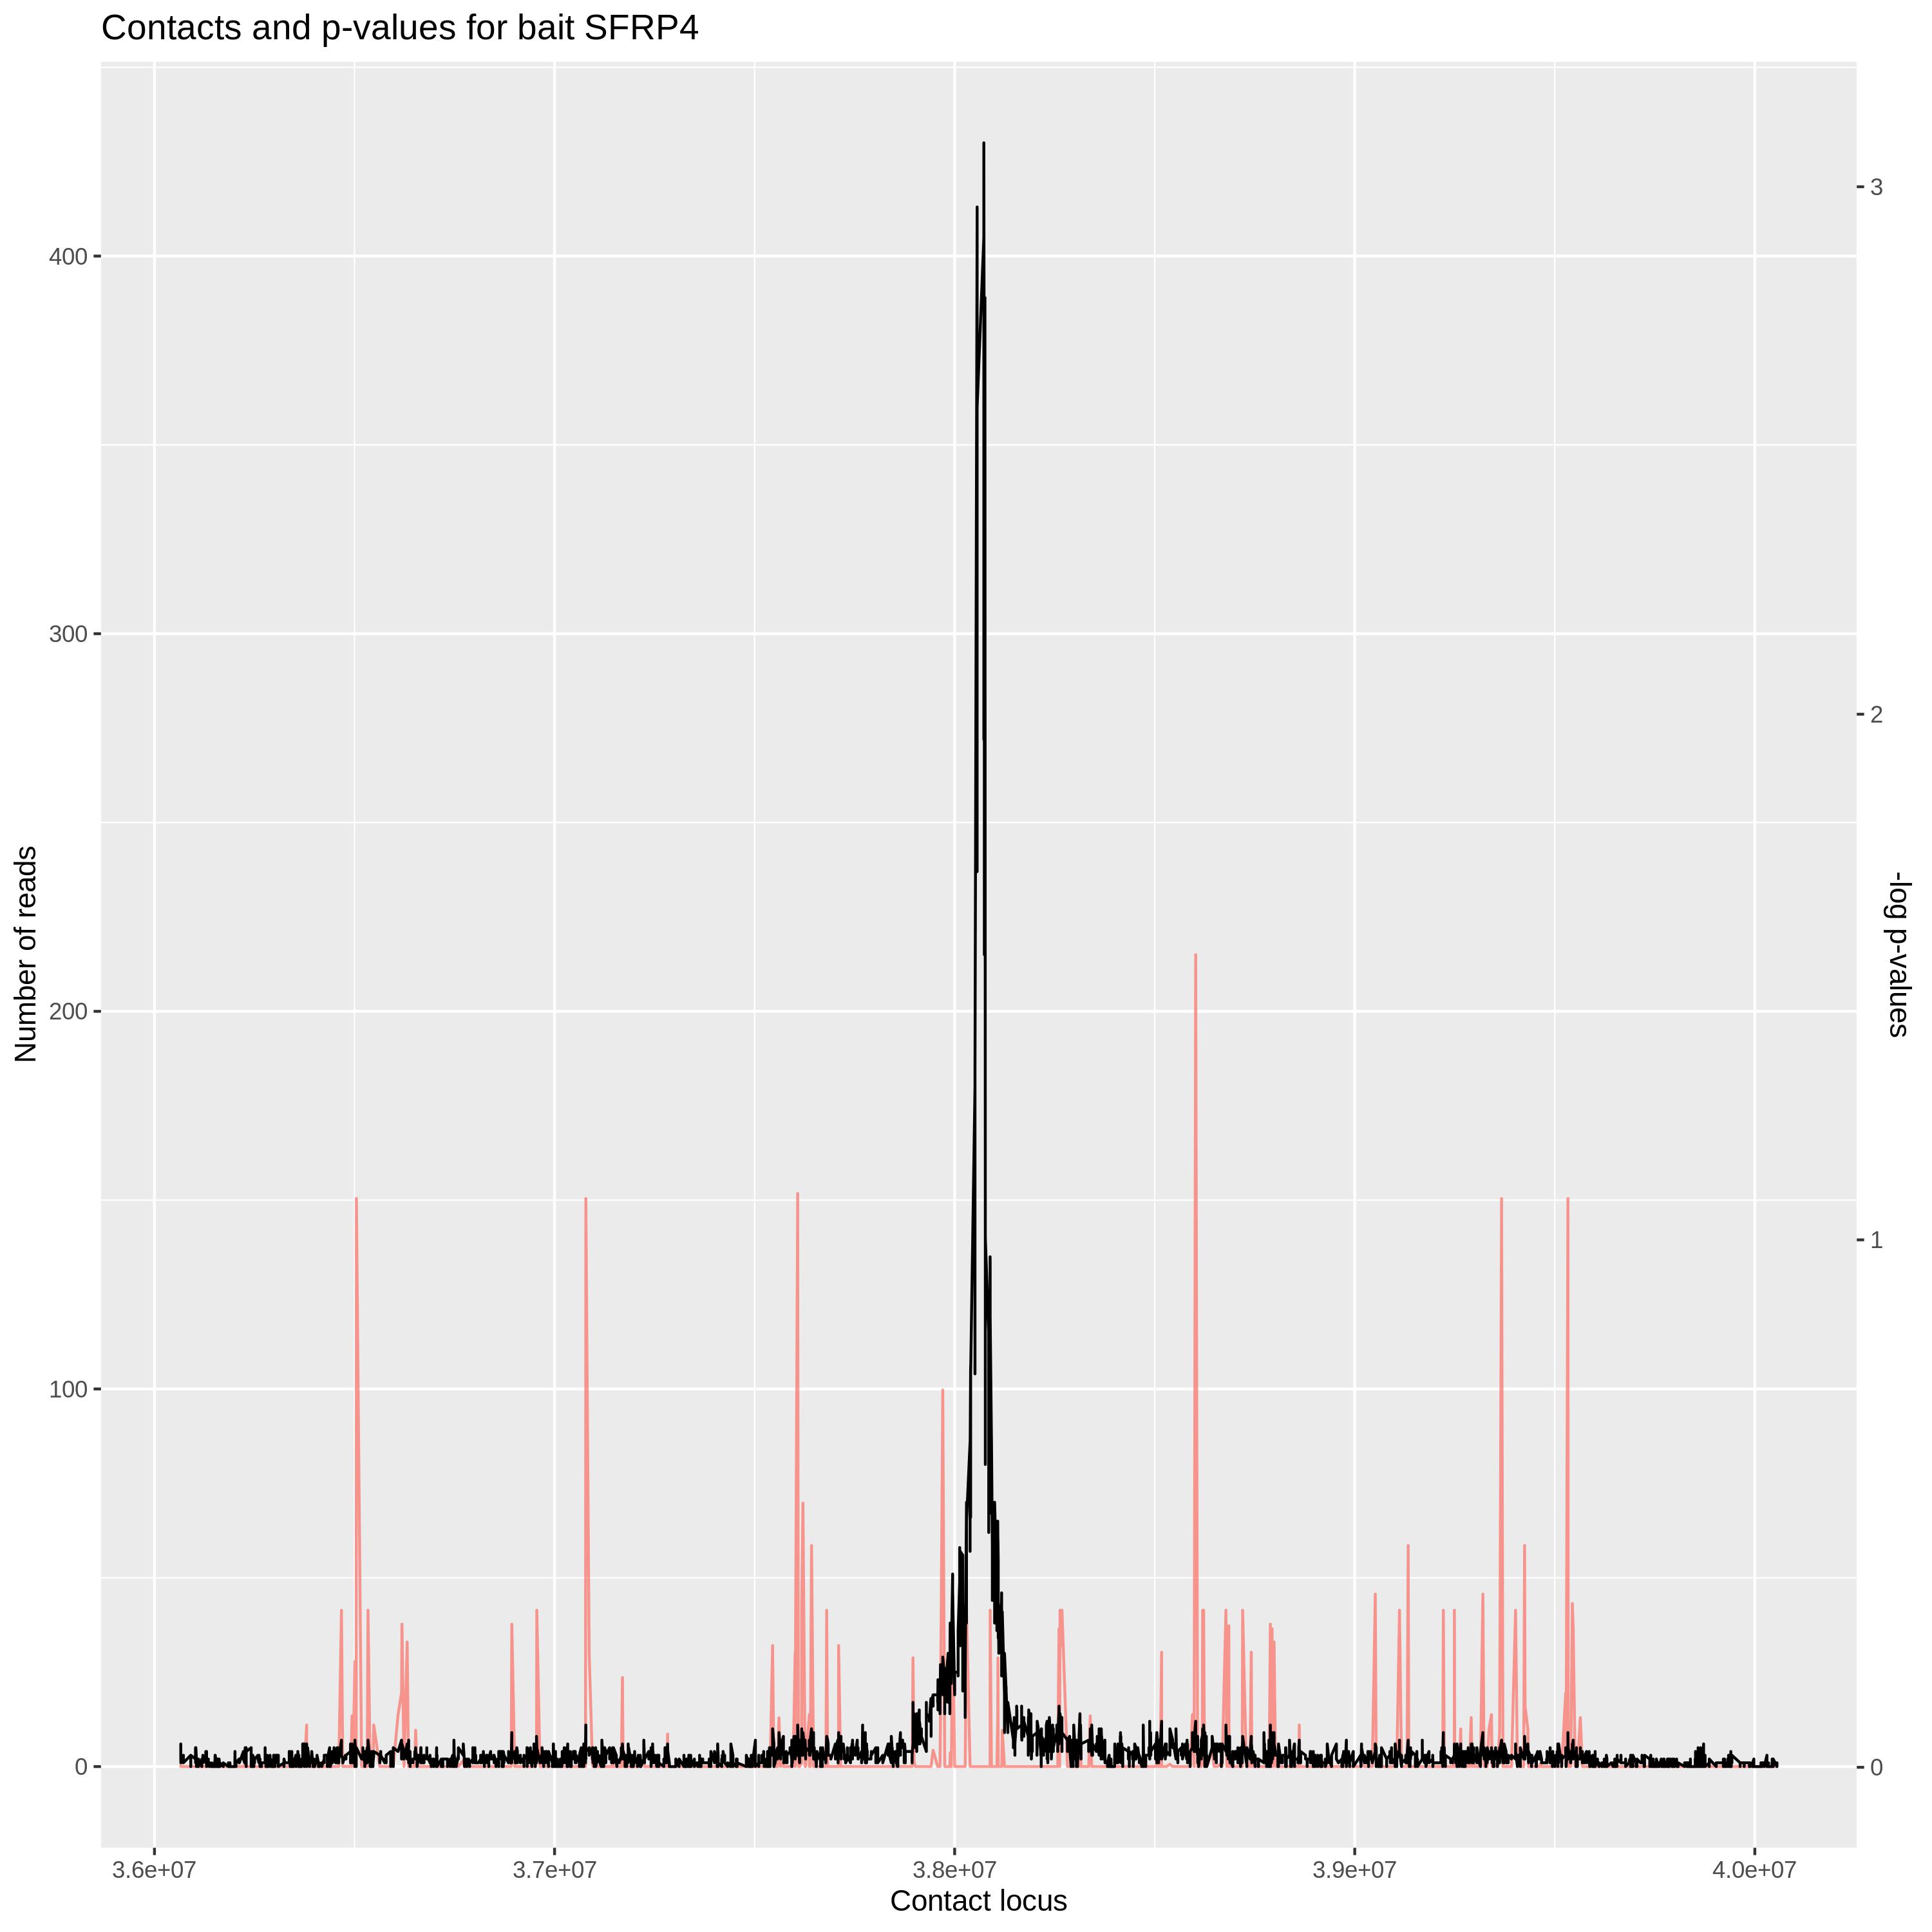 Contacts and p-values for bait SFRP4
Number of reads
400
300
200
100
0
3
2
1
0
-log p-values
3.6e+07 3.7e+07 3.8e+07 3.9e+07 4.0e+07
Contact locus